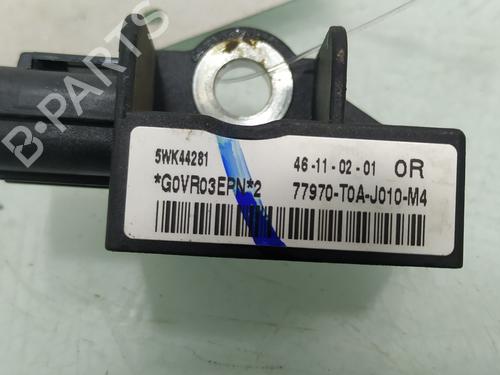 B-PARTS
5WK44281 46-11-02-01 OR
*G0VR03EPN*2 77970-T0A-J010-M4